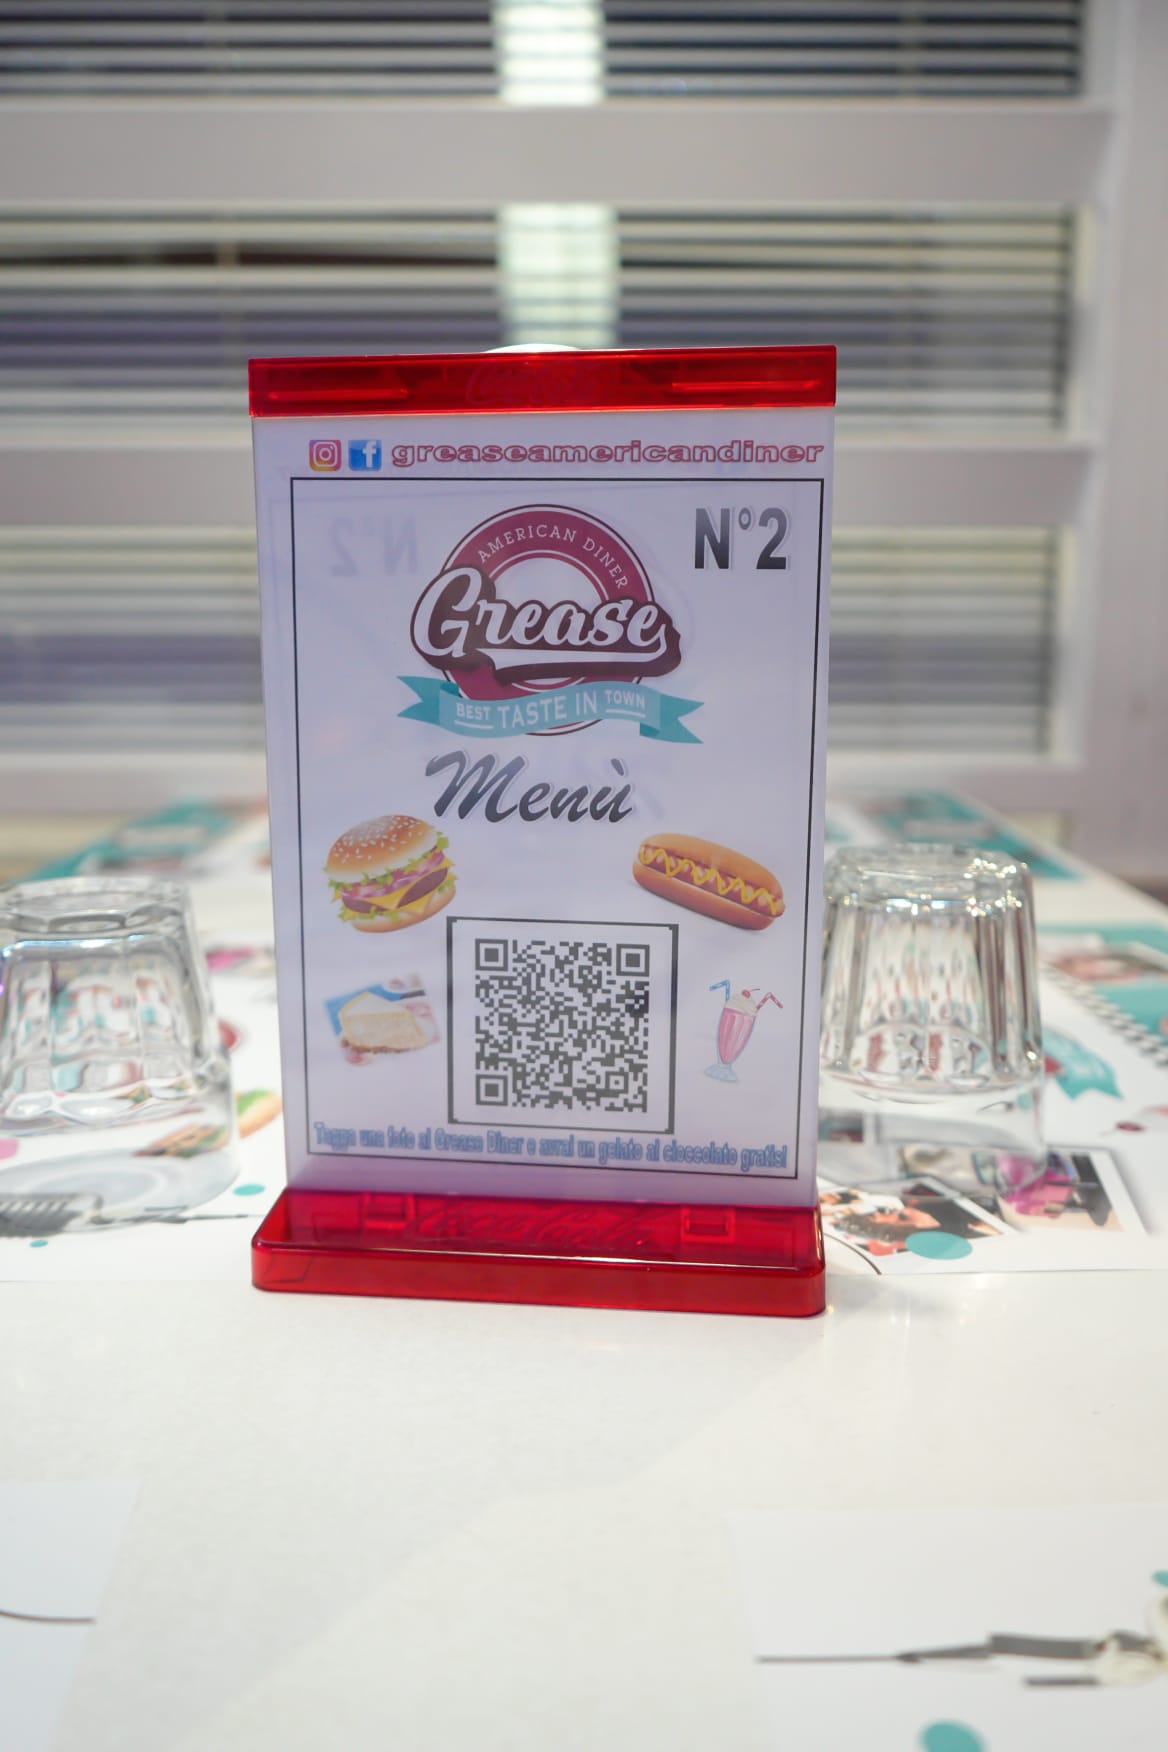 greaseamericandiner
N°2
AMERICAN DINER
Grease
BEST TASTE IN TOWN
Menù
Tagga una foto al Grease Diner e avrai un gelato al cioccolato gratis!
Coca-Cola